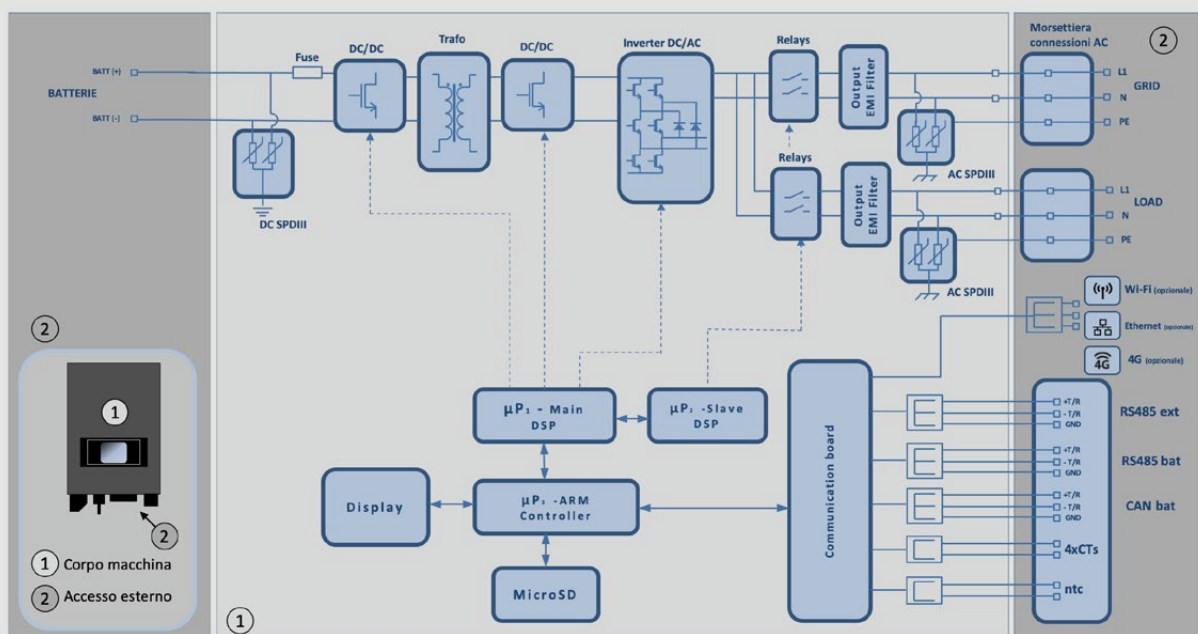 BATTERIE
BATT (+)
BATT (-)
Fuse
DC/DC
Trafo
DC/DC
Inverter DC/AC
Relays
Output
EMI Filter
Morsettiera
connessioni AC
2
L1
GRID
N
PE
AC SPDIII
DC SPDIII
Relays
Output
EMI Filter
L1
LOAD
N
PE
AC SPDIII
Wi-Fi (opzionale)
Ethernet (opzionale)
4G
4G (opzionale)
μP1 - Main
DSP
μP2 -Slave
DSP
Display
μP3 -ARM
Controller
MicroSD
Communication board
+T/R
- T/R
GND
RS485 ext
+T/R
- T/R
GND
RS485 bat
+T/R
- T/R
GND
CAN bat
4xCTs
ntc
2
1
2
1 Corpo macchina
2 Accesso esterno
1